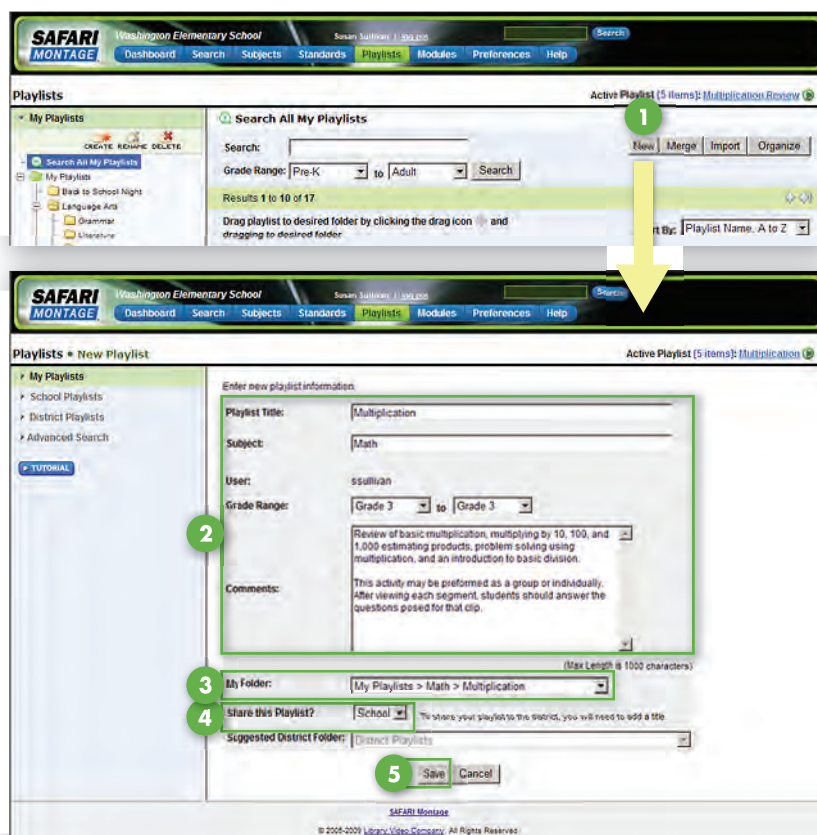 SAFARI MONTAGE
Washington Elementary School
Susan Sullivan | log out
Search
Dashboard Search Subjects Standards Playlists Modules Preferences Help
Playlists
Active Playlist (5 items): Multiplication Review
1
My Playlists
CREATE RENAME DELETE
Search All My Playlists
My Playlists
Back to School Night
Language Arts
Grammar
Literature
Search All My Playlists
Search:
New Merge Import Organize
Grade Range: Pre-K to Adult Search
Results 1 to 10 of 17
Drag playlist to desired folder by clicking the drag icon and
dragging to desired folder
rt By: Playlist Name, A to Z
SAFARI MONTAGE
Washington Elementary School
Susan Sullivan | log out
Search
Dashboard Search Subjects Standards Playlists Modules Preferences Help
Playlists • New Playlist
Active Playlist (5 items): Multiplication
My Playlists
School Playlists
District Playlists
Advanced Search
TUTORIAL
Enter new playlist information.
Playlist Title: Multiplication
Subject: Math
User: ssullivan
Grade Range: Grade 3 to Grade 3
2
Comments:
Review of basic multiplication, multiplying by 10, 100, and
1,000 estimating products, problem solving using
multiplication, and an introduction to basic division.
This activity may be preformed as a group or individually.
After viewing each segment, students should answer the
questions posed for that clip.
(Max Length is 1000 characters)
3 My Folder: My Playlists > Math > Multiplication
4 Share this Playlist? School To share your playlist to the district, you will need to add a title
Suggested District Folder: District Playlists
5 Save Cancel
SAFARI Montage
© 2005-2009 Library Video Company, All Rights Reserved